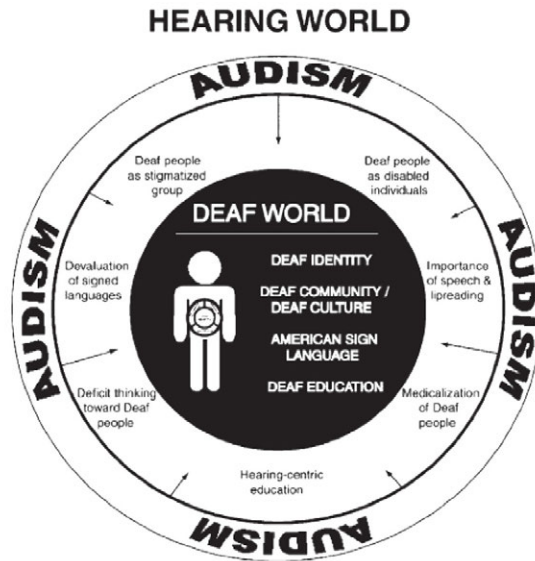 HEARING WORLD
AUDISM
Deaf people
as stigmatized
group
Deaf people
as disabled
individuals
AUDISM
AUDISM
DEAF WORLD
DEAF IDENTITY
DEAF COMMUNITY /
DEAF CULTURE
AMERICAN SIGN
LANGUAGE
DEAF EDUCATION
Devaluation
of signed
languages
Importance
of speech &
lipreading
Deficit thinking
toward Deaf
people
Medicalization
of Deaf
people
Hearing-centric
education
AUDISM